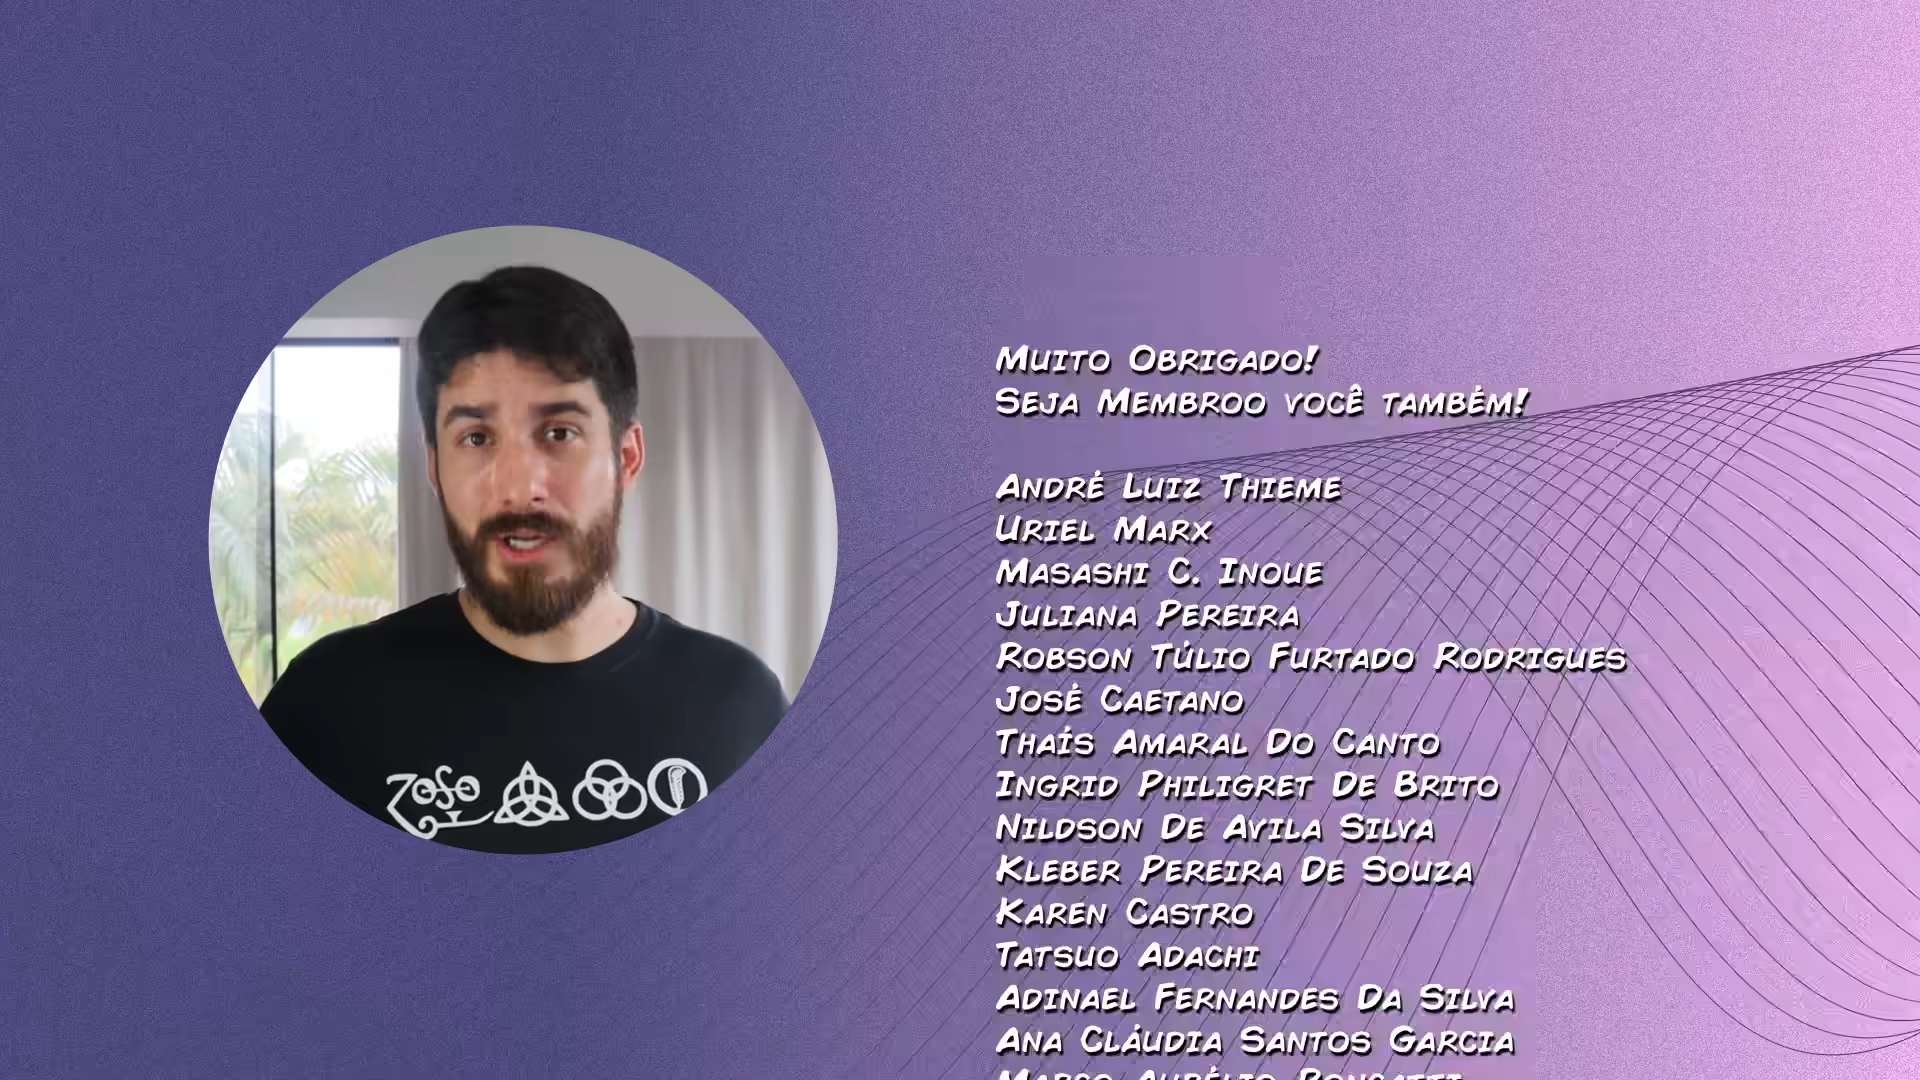 Muito Obrigado!
Seja Membroo você também!
André Luiz Thieme
Uriel Marx
Masashi C. Inoue
Juliana Pereira
Robson Túlio Furtado Rodrigues
José Caetano
Thaís Amaral Do Canto
Ingrid Philigret De Brito
Nildson De Avila Silva
Kleber Pereira De Souza
Karen Castro
Tatsuo Adachi
Adinael Fernandes Da Silva
Ana Cláudia Santos Garcia